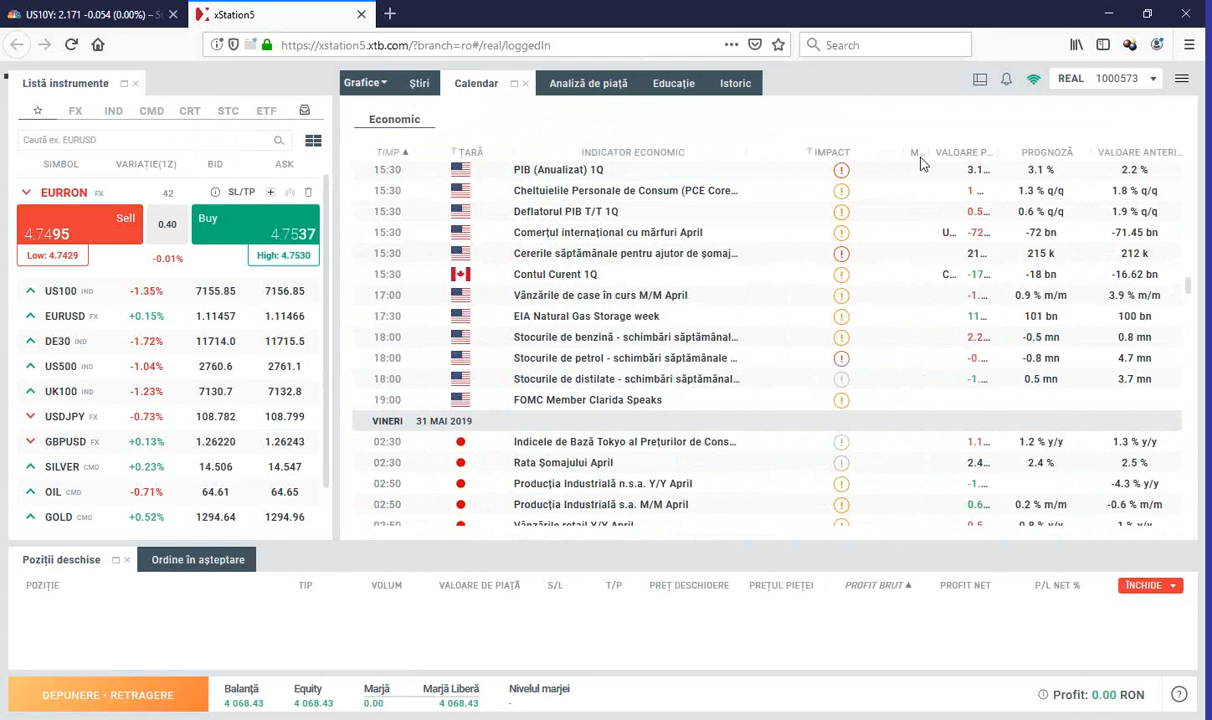 US10Y: 2.171 -0.054 (0.00%) –
xStation5
https://xstation5.xtb.com/?branch=ro#/real/loggedIn
Search
Listă instrumente
Grafice
Știri
Calendar
Analiză de piață
Educație
Istoric
REAL 1000573
FX IND CMD CRT STC ETF
Caută ex. EURUSD
SIMBOL VARIAȚIE(1Z) BID ASK
EURRON FX 42 SL/TP
Sell 4.7495
0.40
Buy 4.7537
Low: 4.7429 -0.01% High: 4.7530
US100 IND -1.35% 7155.85 7156.85
EURUSD FX +0.15% 1.11457 1.11466
DE30 IND -1.72% 11714.0 11715.5
US500 IND -1.04% 2760.6 2761.1
UK100 IND -1.23% 7130.7 7132.8
USDJPY FX -0.73% 108.782 108.799
GBPUSD FX +0.13% 1.26220 1.26243
SILVER CMD +0.23% 14.506 14.547
OIL CMD -0.71% 64.61 64.65
GOLD CMD +0.52% 1294.64 1294.96
Economic
TIMP ȚARĂ INDICATOR ECONOMIC IMPACT M... VALOARE P... PROGNOZĂ VALOARE ANTERI...
15:30 PIB (Anualizat) 1Q 3.1... 3.1 % 2.2 %
15:30 Cheltuielile Personale de Consum (PCE Core... 1 ... 1.3 % q/q 1.8 % q/q
15:30 Deflatorul PIB T/T 1Q 0.5... 0.6 % q/q 1.9 % q/q
15:30 Comerțul internațional cu mărfuri April U... -72... -72 bn -71.45 bn
15:30 Cererile săptămânale pentru ajutor de șomaj... 21... 215 k 212 k
15:30 Contul Curent 1Q C... -17... -18 bn -16.62 bn
17:00 Vânzările de case în curs M/M April -1.... 0.9 % m/m 3.9 % m/m
17:30 EIA Natural Gas Storage week 11... 101 bn 100 bn
18:00 Stocurile de benzină - schimbări săptămânal... 2.2... -0.5 mn 0.8 mn
18:00 Stocurile de petrol - schimbări săptămânale ... -0.... -0.8 mn 4.7 mn
18:00 Stocurile de distilate - schimbări săptămânal... -1.... 0.5 mn 3.7 mn
19:00 FOMC Member Clarida Speaks
VINERI 31 MAI 2019
02:30 Indicele de Bază Tokyo al Prețurilor de Cons... 1.1... 1.2 % y/y 1.3 % y/y
02:30 Rata Șomajului April 2.4... 2.4 % 2.5 %
02:50 Producția Industrială n.s.a. Y/Y April -1.... -4.3 % y/y
02:50 Producția Industrială s.a. M/M April 0.6... 0.2 % m/m -0.6 % m/m
02:50 Vânzările retail Y/Y April 0.5... 0.8 % y/y 1 % y/y
Poziții deschise
Ordine în așteptare
POZIȚIE TIP VOLUM VALOARE DE PIAȚĂ S/L T/P PREȚ DESCHIDERE PREȚUL PIEȚEI PROFIT BRUT PROFIT NET P/L NET % ÎNCHIDE
DEPUNERE • RETRAGERE
Balanță Equity Marjă Marjă Liberă Nivelul marjei
4 068.43 4 068.43 0.00 4 068.43 -
Profit: 0.00 RON